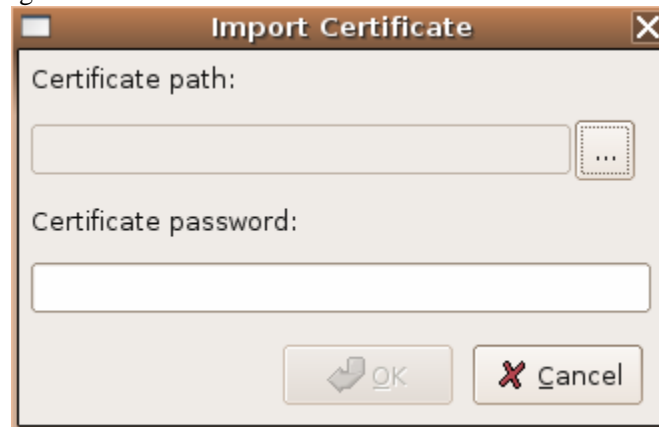 Import Certificate
Certificate path:
...
Certificate password:
OK Cancel